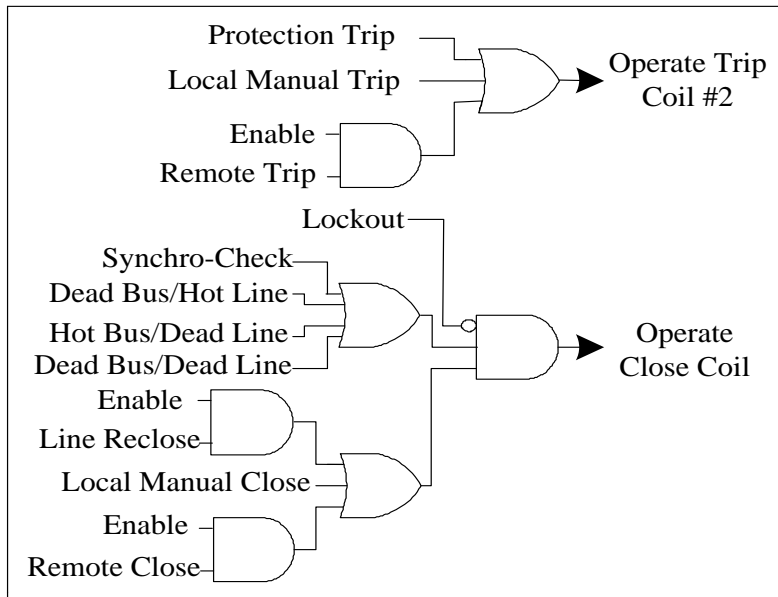 Protection Trip
Local Manual Trip
Enable
Remote Trip
Operate Trip
Coil #2
Lockout
Synchro-Check
Dead Bus/Hot Line
Hot Bus/Dead Line
Dead Bus/Dead Line
Enable
Line Reclose
Local Manual Close
Enable
Remote Close
Operate
Close Coil